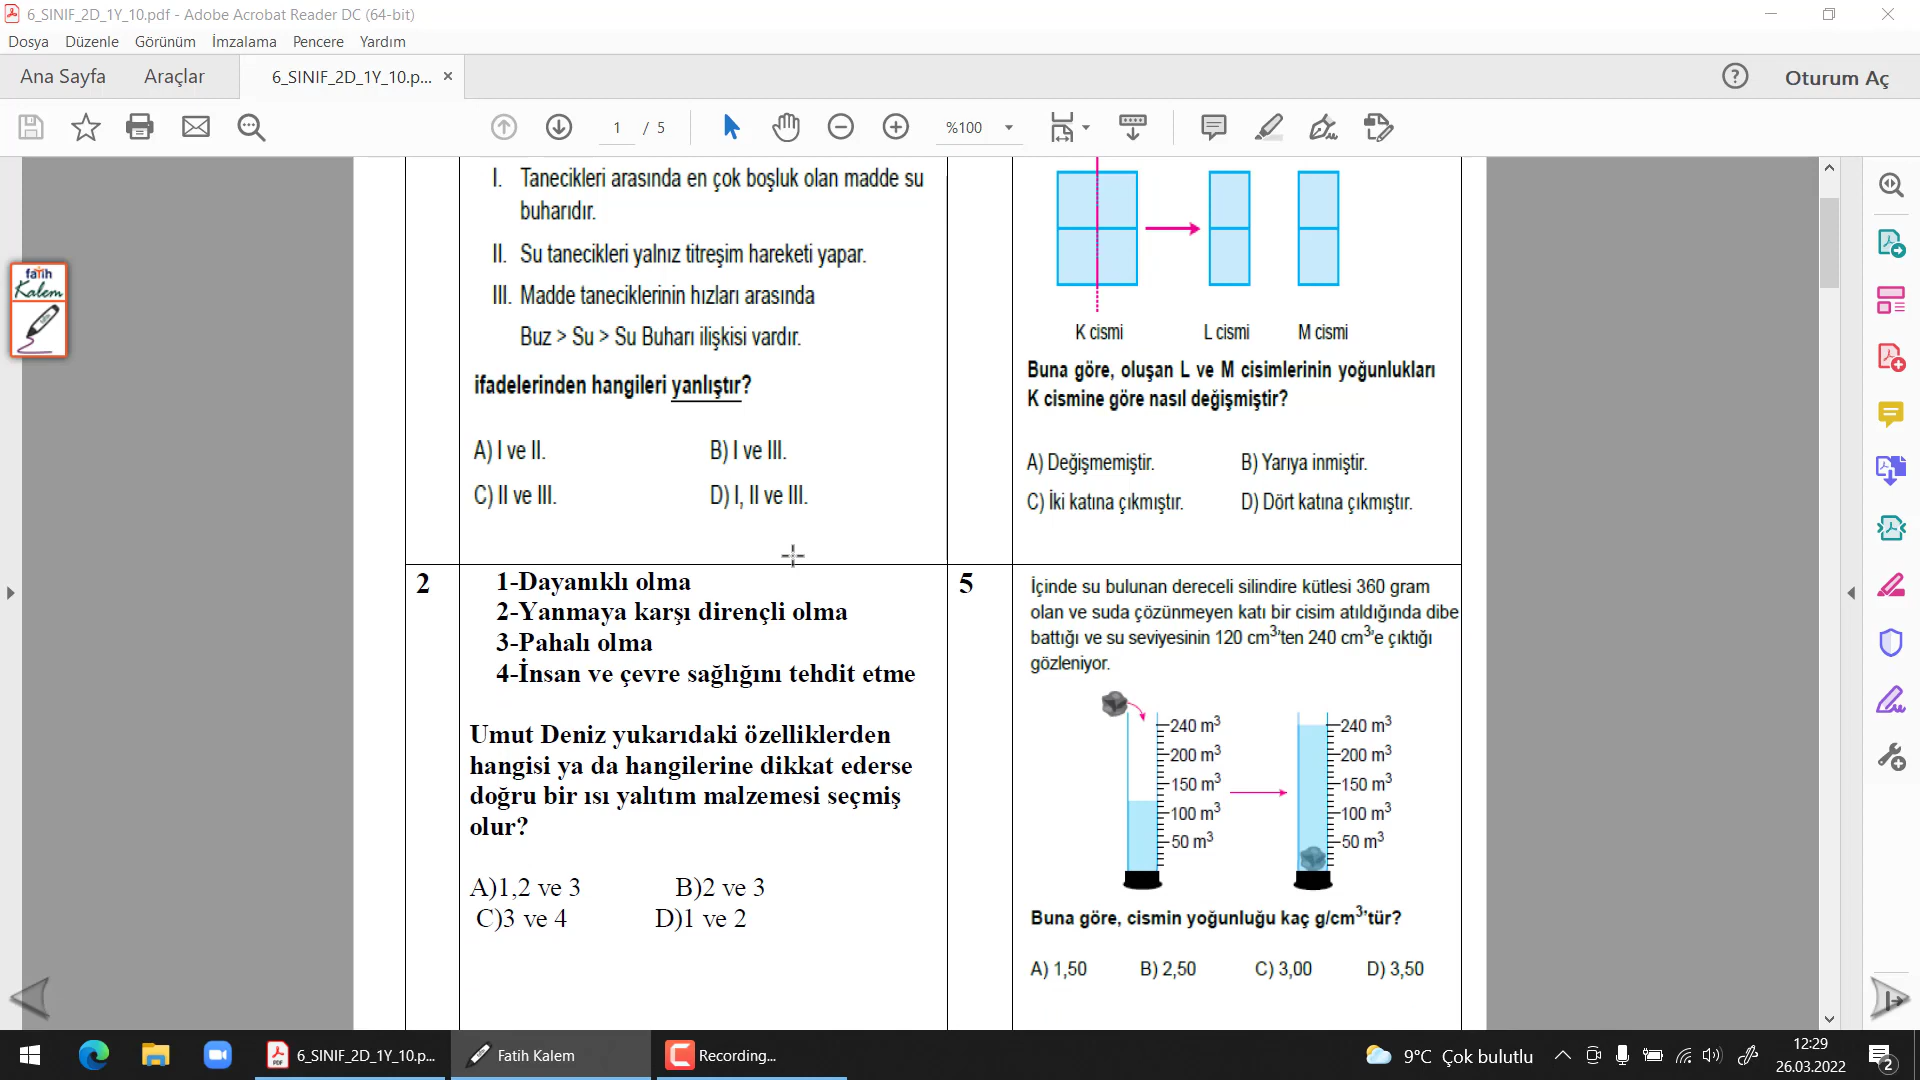 6_SINIF_2D_1Y_10.pdf - Adobe Acrobat Reader DC (64-bit)
Dosya Düzenle Görünüm İmzalama Pencere Yardım
Ana Sayfa Araçlar 6_SINIF_2D_1Y_10.p... Oturum Aç
1 / 5 %100
fatih
Kalem
I. Tanecikleri arasında en çok boşluk olan madde su
buharıdır.
II. Su tanecikleri yalnız titreşim hareketi yapar.
III. Madde taneciklerinin hızları arasında
Buz > Su > Su Buharı ilişkisi vardır.
ifadelerinden hangileri yanlıştır?
A) I ve II. B) I ve III.
C) II ve III. D) I, II ve III.
2
1-Dayanıklı olma
2-Yanmaya karşı dirençli olma
3-Pahalı olma
4-İnsan ve çevre sağlığını tehdit etme
Umut Deniz yukarıdaki özelliklerden
hangisi ya da hangilerine dikkat ederse
doğru bir ısı yalıtım malzemesi seçmiş
olur?
A)1,2 ve 3 B)2 ve 3
C)3 ve 4 D)1 ve 2
K cismi L cismi M cismi
Buna göre, oluşan L ve M cisimlerinin yoğunlukları
K cismine göre nasıl değişmiştir?
A) Değişmemiştir. B) Yarıya inmiştir.
C) İki katına çıkmıştır. D) Dört katına çıkmıştır.
5
İçinde su bulunan dereceli silindire kütlesi 360 gram
olan ve suda çözünmeyen katı bir cisim atıldığında dibe
battığı ve su seviyesinin 120 cm³'ten 240 cm³'e çıktığı
gözleniyor.
240 m³ 240 m³
200 m³ 200 m³
150 m³ 150 m³
100 m³ 100 m³
50 m³ 50 m³
Buna göre, cismin yoğunluğu kaç g/cm³'tür?
A) 1,50 B) 2,50 C) 3,00 D) 3,50
6_SINIF_2D_1Y_10.p... Fatih Kalem Recording... 9°C Çok bulutlu 12:29
26.03.2022
2